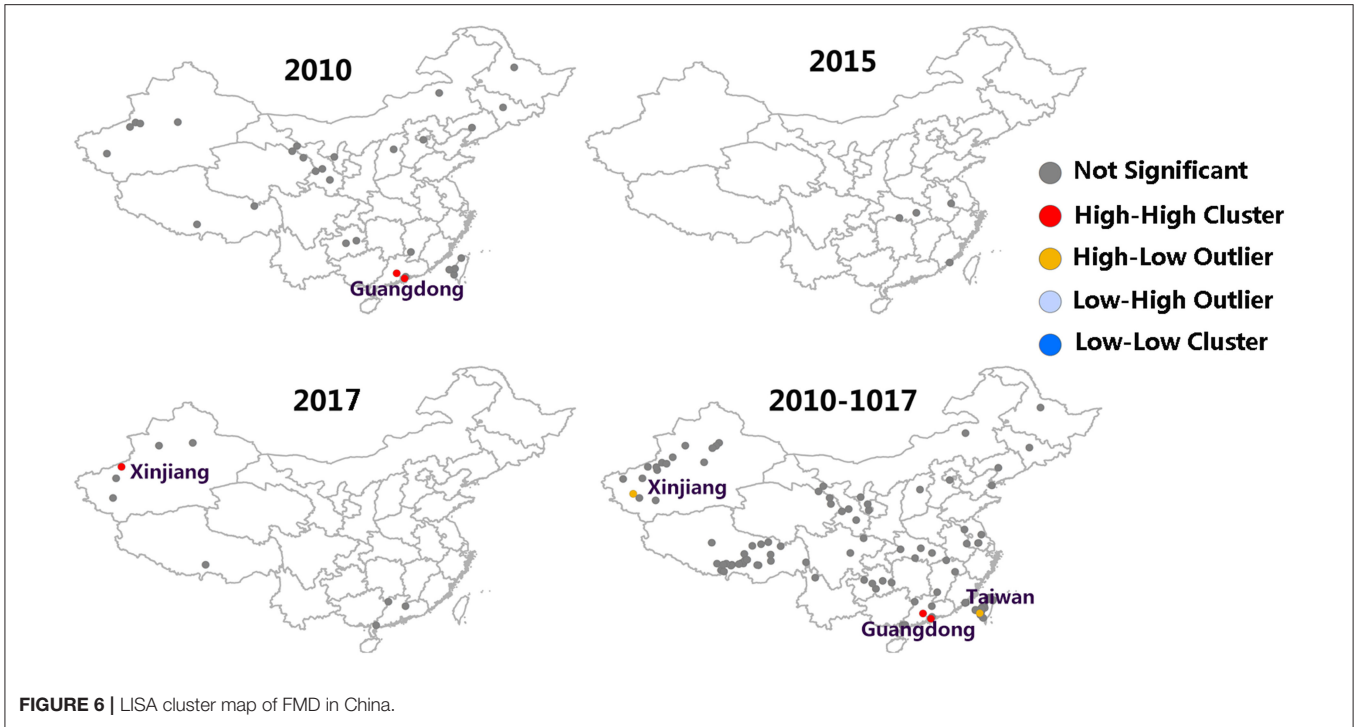 2010
2015
Not Significant
High-High Cluster
High-Low Outlier
Low-High Outlier
Low-Low Cluster
Guangdong
2017
2010-1017
Xinjiang
Xinjiang
Taiwan
Guangdong
FIGURE 6 | LISA cluster map of FMD in China.